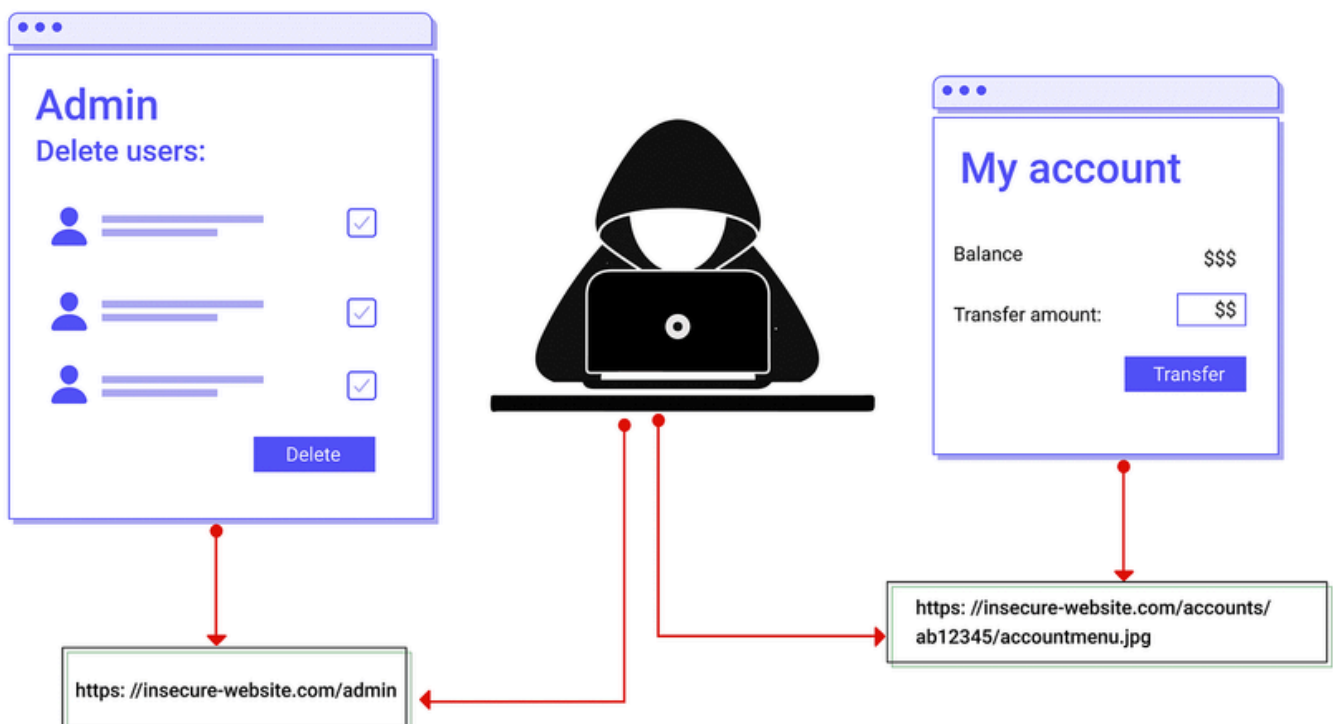 Admin
Delete users:
Delete
My account
Balance
$$$
Transfer amount:
$$
Transfer
https: //insecure-website.com/admin
https: //insecure-website.com/accounts/
ab12345/accountmenu.jpg